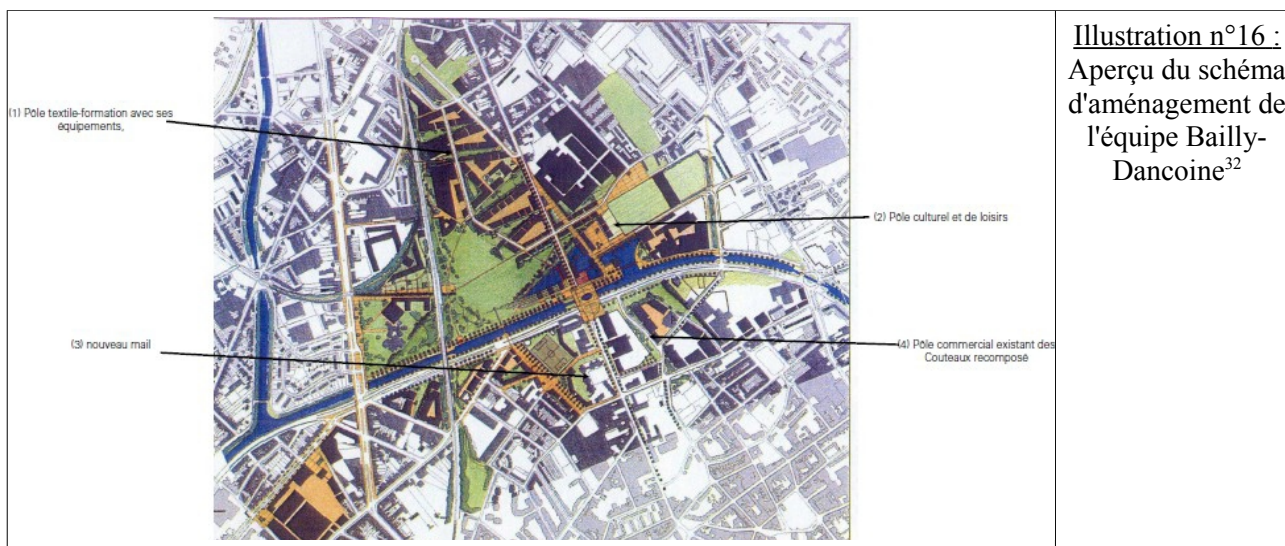 (1) Pôle textile-formation avec ses
équipements,
(2) Pôle culturel et de loisirs
(3) nouveau mail
(4) Pôle commercial existant des
Couteaux recomposé
Illustration n°16 :
Aperçu du schéma
d'aménagement de
l'équipe Bailly-
Dancoine32